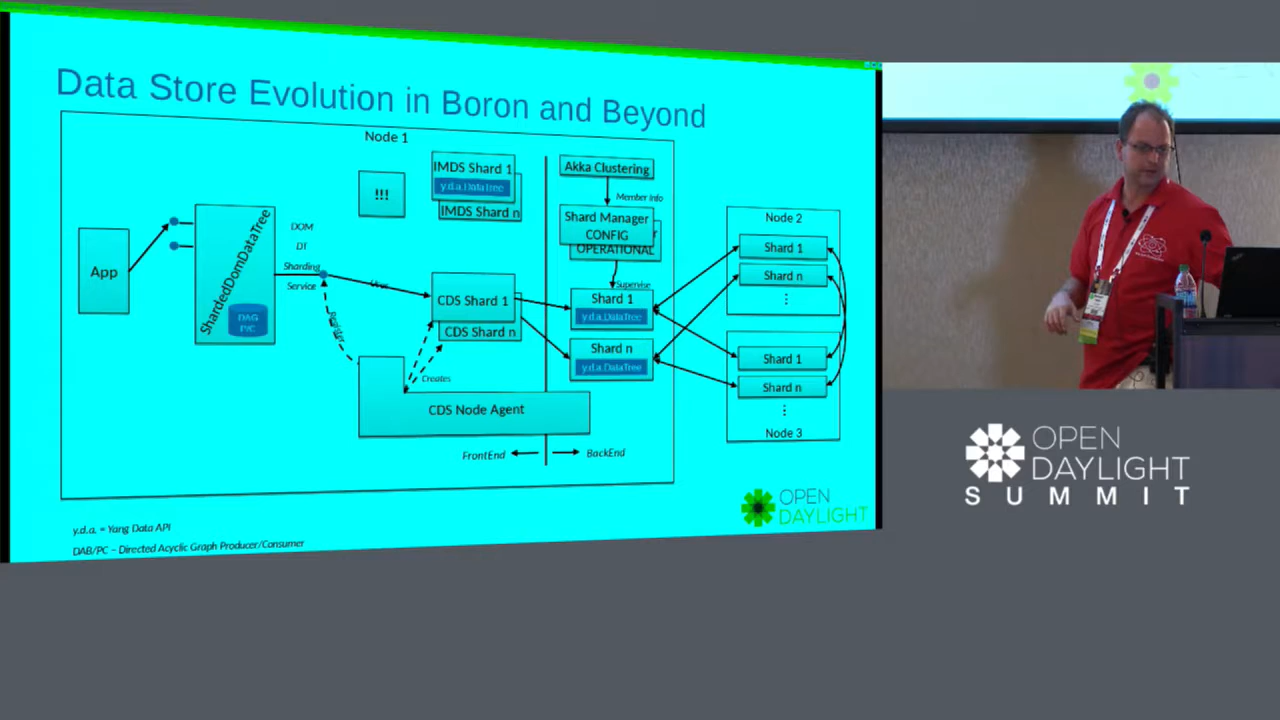 Data Store Evolution in Boron and Beyond
Node 1
!!!
IMDS Shard 1
y.d.a.DataTree
IMDS Shard n
Akka Clustering
Member Info
Shard Manager
CONFIG
OPERATIONAL
Supervise
App
ShardedDomDataTree
DAG
P/C
DOM
DT
Sharding
Service
CDS Shard 1
CDS Shard n
Creates
CDS Node Agent
FrontEnd
BackEnd
Shard 1
y.d.a.DataTree
Shard n
y.d.a.DataTree
Node 2
Shard 1
Shard n
⋮
Shard 1
Shard n
⋮
Node 3
y.d.a. = Yang Data API
DAB/PC – Directed Acyclic Graph Producer/Consumer
OPEN
DAYLIGHT
OPEN
DAYLIGHT
SUMMIT